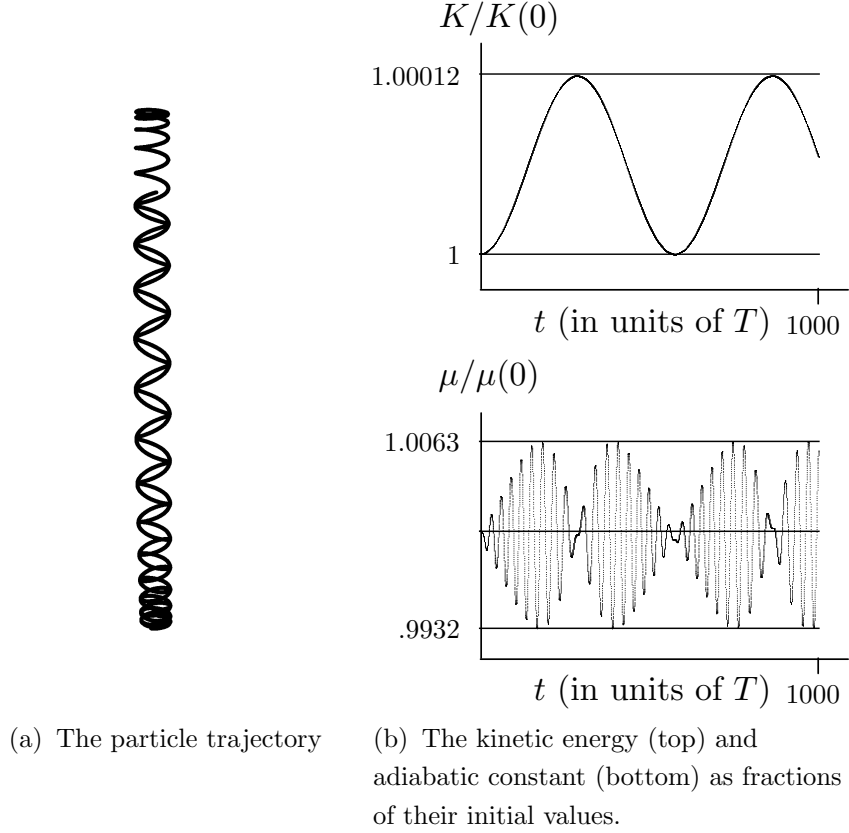 K/K(0)
1.00012
1
t (in units of T) 1000
μ/μ(0)
1.0063
.9932
t (in units of T) 1000
(a) The particle trajectory
(b) The kinetic energy (top) and
adiabatic constant (bottom) as fractions
of their initial values.